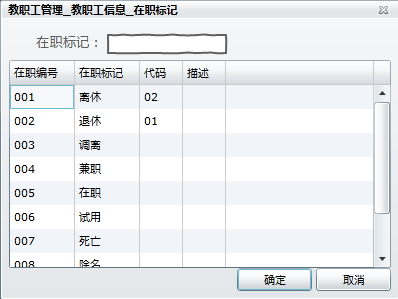 教职工管理_教职工信息_在职标记
在职标记：
在职编号 在职标记 代码 描述
001 离休 02
002 退休 01
003 调离
004 兼职
005 在职
006 试用
007 死亡
008 除名
确定 取消